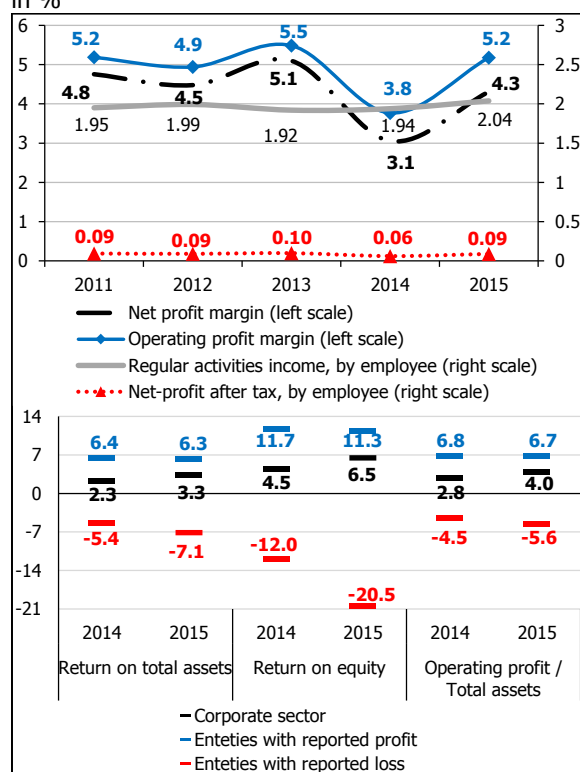 in %
6 3
5.2 4.9 5.5 5.2
5 2.5
4.8 4.5 5.1 3.8 4.3
4 2
1.95 1.99 1.92 1.94 2.04
3 1.5
3.1
2 1
1 0.5
0.09 0.09 0.10 0.06 0.09
0 0
2011 2012 2013 2014 2015
Net profit margin (left scale)
Operating profit margin (left scale)
Regular activities income, by employee (right scale)
Net-profit after tax, by employee (right scale)
14
6.4 6.3 11.7 11.3 6.8 6.7
7
2.3 3.3 4.5 6.5 2.8 4.0
0
-5.4 -7.1 -12.0 -4.5 -5.6
-7
-14
-20.5
-21
2014 2015 2014 2015 2014 2015
Return on total assets Return on equity Operating profit /
Total assets
Corporate sector
Enteties with reported profit
Enteties with reported loss